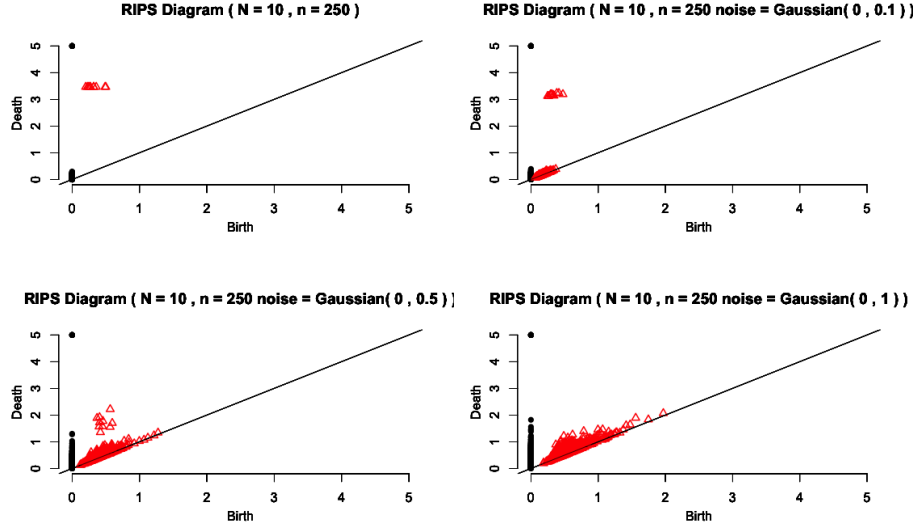 RIPS Diagram ( N = 10 , n = 250 )
5
4
3
2
1
0
Death
0 1 2 3 4 5
Birth
RIPS Diagram ( N = 10 , n = 250 noise = Gaussian( 0 , 0.1 ) )
5
4
3
2
1
0
Death
0 1 2 3 4 5
Birth
RIPS Diagram ( N = 10 , n = 250 noise = Gaussian( 0 , 0.5 ) )
5
4
3
2
1
0
Death
0 1 2 3 4 5
Birth
RIPS Diagram ( N = 10 , n = 250 noise = Gaussian( 0 , 1 ) )
5
4
3
2
1
0
Death
0 1 2 3 4 5
Birth